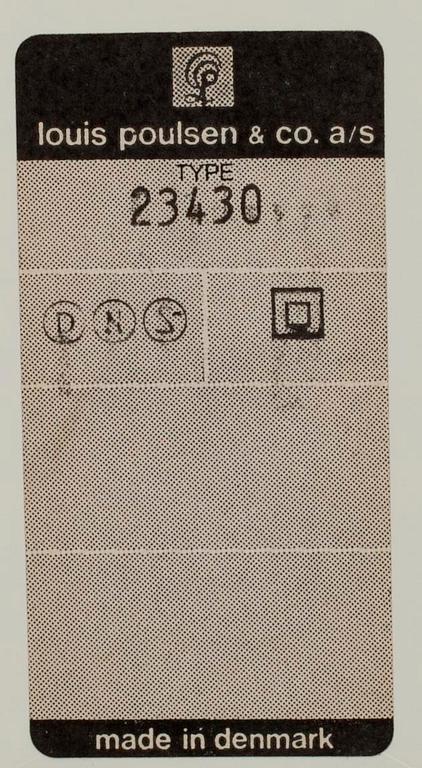 louis poulsen & co. a/s
TYPE
23430
D N S
made in denmark